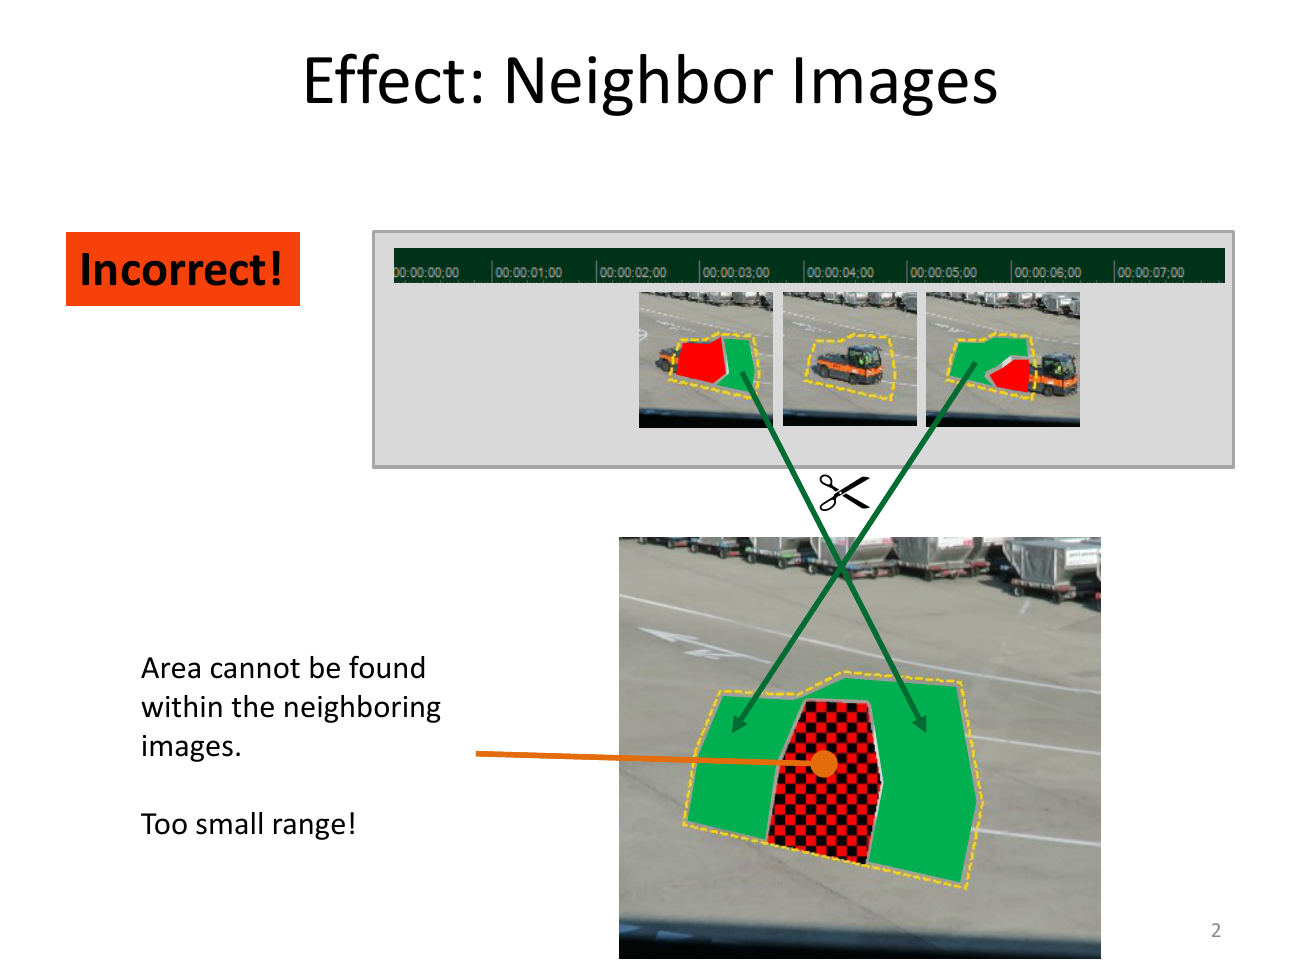 Effect: Neighbor Images
Incorrect!
00:00:00;00 00:00:01;00 00:00:02;00 00:00:03;00 00:00:04;00 00:00:05;00 00:00:06;00 00:00:07;00
Area cannot be found
within the neighboring
images.
Too small range!
2